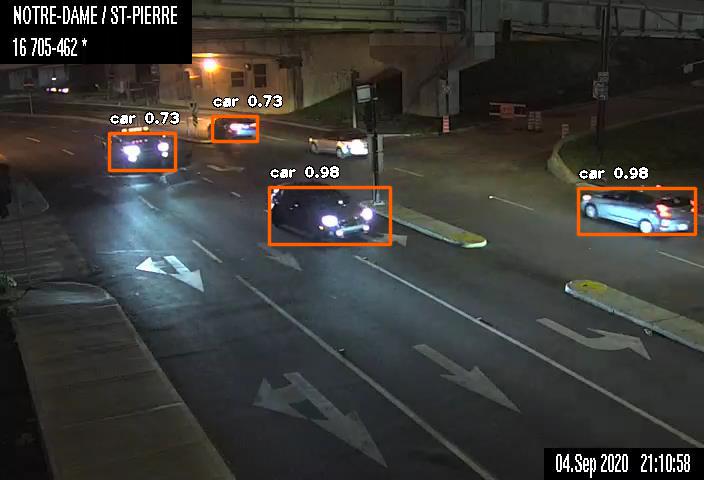 NOTRE-DAME / ST-PIERRE
16 705-462 *
car 0.73
car 0.73
car 0.98
car 0.98
04.Sep 2020 21:10:58